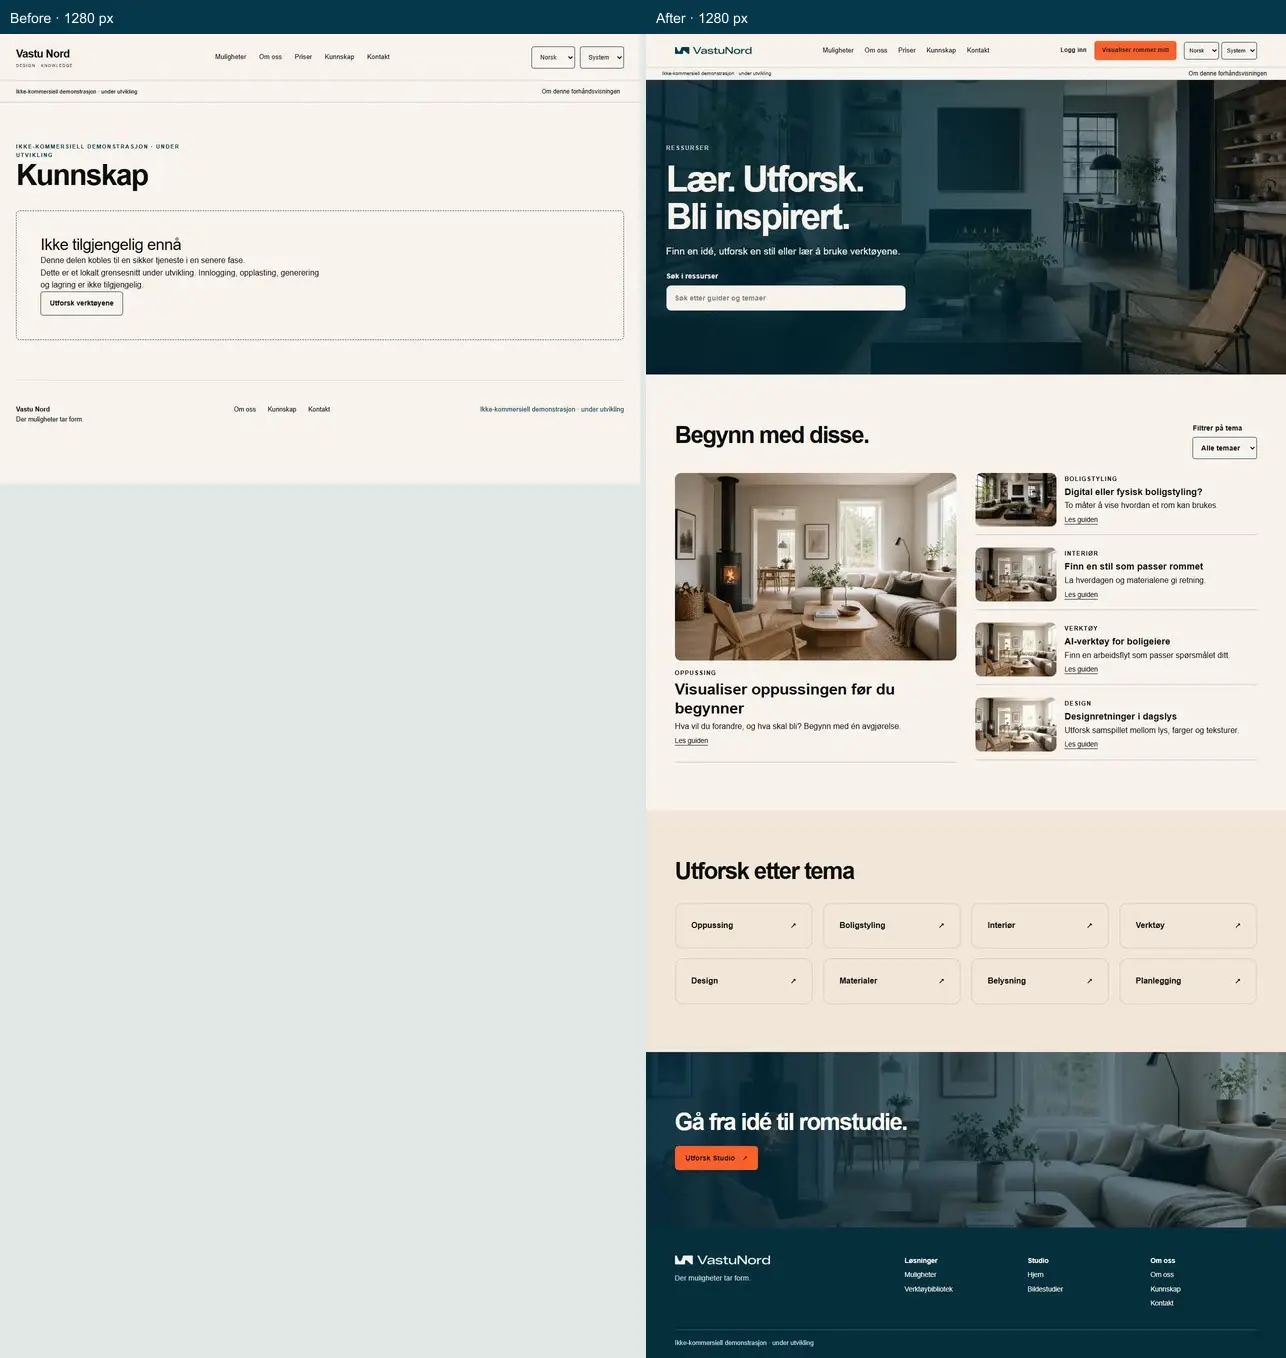 Before · 1280 px
Vastu Nord
DESIGN · KNOWLEDGE
Muligheter Om oss Priser Kunnskap Kontakt
Norsk System
Ikke-kommersiell demonstrasjon · under utvikling
Om denne forhåndsvisningen
IKKE-KOMMERSIELL DEMONSTRASJON · UNDER
UTVIKLING
Kunnskap
Ikke tilgjengelig ennå
Denne delen kobles til en sikker tjeneste i en senere fase.
Dette er et lokalt grensesnitt under utvikling. Innlogging, opplasting, generering
og lagring er ikke tilgjengelig.
Utforsk verktøyene
Vastu Nord
Der muligheter tar form.
Om oss Kunnskap Kontakt
Ikke-kommersiell demonstrasjon · under utvikling
After · 1280 px
VastuNord
Muligheter Om oss Priser Kunnskap Kontakt
Logg inn
Visualiser rommet mitt
Norsk System
Ikke-kommersiell demonstrasjon · under utvikling
Om denne forhåndsvisningen
RESSURSER
Lær. Utforsk.
Bli inspirert.
Finn en idé, utforsk en stil eller lær å bruke verktøyene.
Søk i ressurser
Søk etter guider og temaer
Begynn med disse.
Filtrer på tema
Alle temaer
OPPUSSING
Visualiser oppussingen før du
begynner
Hva vil du forandre, og hva skal bli? Begynn med én avgjørelse.
Les guiden
BOLIGSTYLING
Digital eller fysisk boligstyling?
To måter å vise hvordan et rom kan brukes.
Les guiden
INTERIØR
Finn en stil som passer rommet
La hverdagen og materialene gi retning.
Les guiden
VERKTØY
AI-verktøy for boligeiere
Finn en arbeidsflyt som passer spørsmålet ditt.
Les guiden
DESIGN
Designretninger i dagslys
Utforsk samspillet mellom lys, farger og teksturer.
Les guiden
Utforsk etter tema
Oppussing ↗
Boligstyling ↗
Interiør ↗
Verktøy ↗
Design ↗
Materialer ↗
Belysning ↗
Planlegging ↗
Gå fra idé til romstudie.
Utforsk Studio ↗
VastuNord
Der muligheter tar form.
Løsninger
Muligheter
Verktøybibliotek
Studio
Hjem
Bildestudier
Om oss
Om oss
Kunnskap
Kontakt
Ikke-kommersiell demonstrasjon · under utvikling